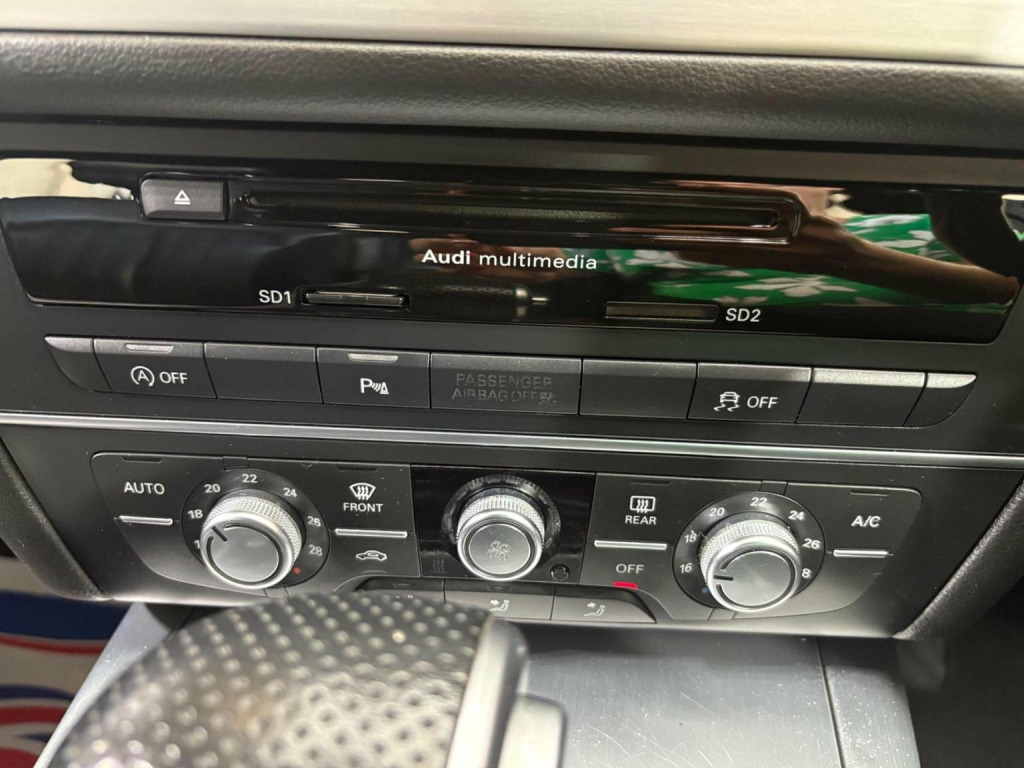 Audi multimedia
SD1
SD2
A OFF
P
PASSENGER
AIRBAG OFF
OFF
AUTO
18 20 22 24 26 28
FRONT
REAR
OFF
16 18 20 22 24 26 8
A/C